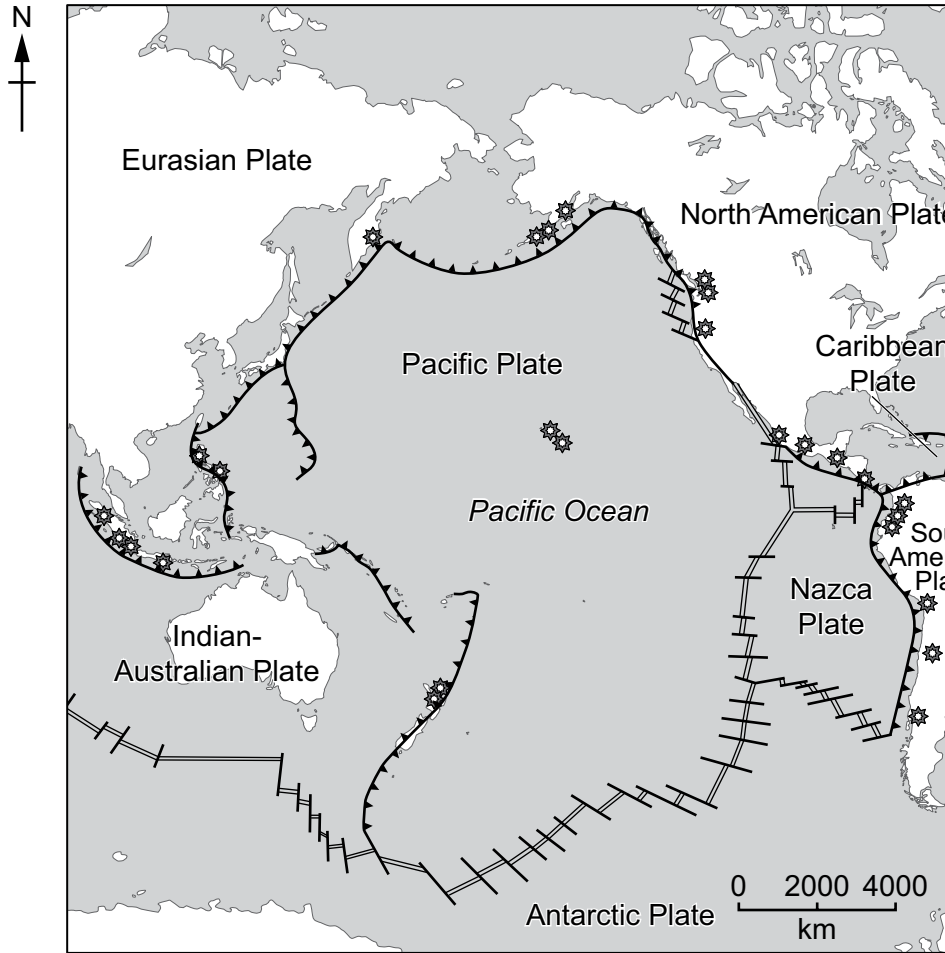 N
Eurasian Plate
North American Plate
Pacific Plate
Caribbean
Plate
Pacific Ocean
Nazca
Plate
Indian-
Australian Plate
0 2000 4000
km
Antarctic Plate